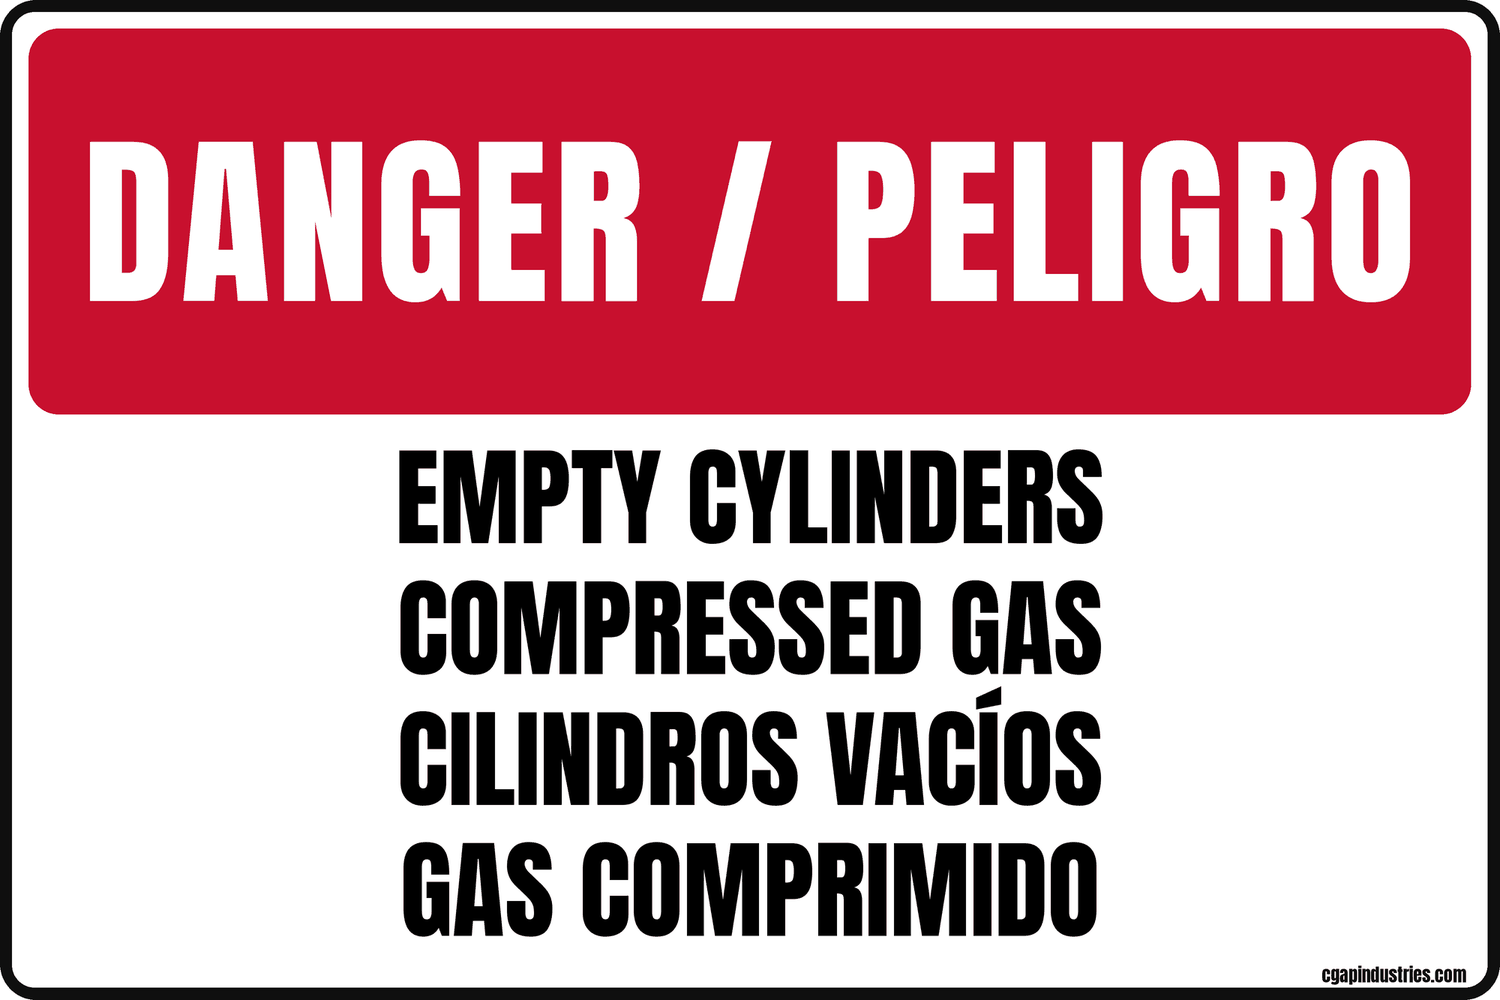 DANGER / PELIGRO
EMPTY CYLINDERS
COMPRESSED GAS
CILINDROS VACÍOS
GAS COMPRIMIDO
cgapindustries.com